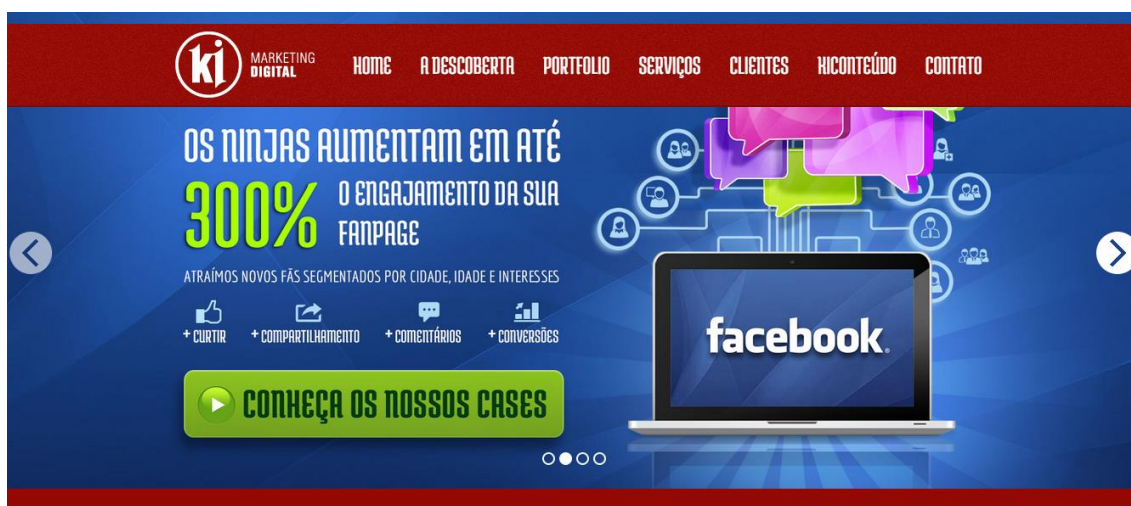 ki MARKETING DIGITAL
HOME A DESCOBERTA PORTFOLIO SERVIÇOS CLIENTES KICONTEÚDO CONTATO
OS NINJAS AUMENTAM EM ATÉ
300% O ENGAJAMENTO DA SUA
FANPAGE
ATRAÍMOS NOVOS FÃS SEGMENTADOS POR CIDADE, IDADE E INTERESSES
+ CURTIR + COMPARTILHAMENTO + COMENTÁRIOS + CONVERSÕES
CONHEÇA OS NOSSOS CASES
facebook®